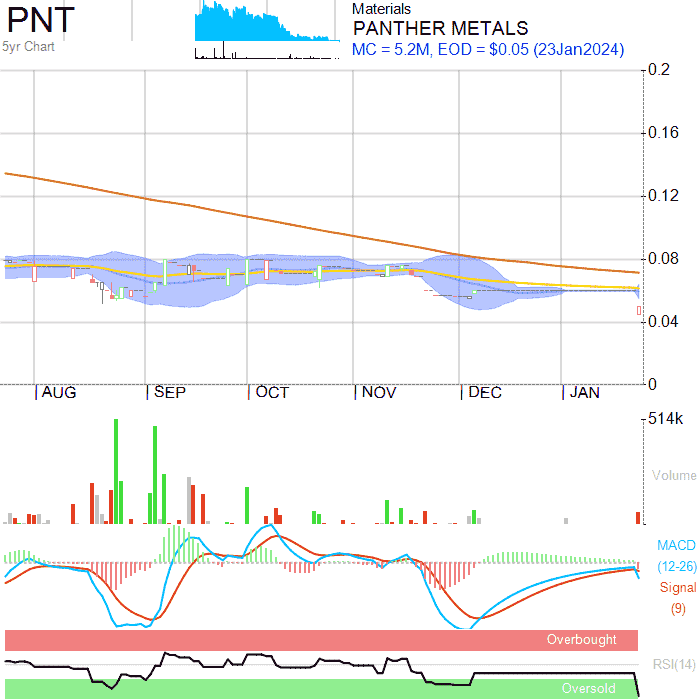 PNT
5yr Chart
Materials
PANTHER METALS
MC = 5.2M, EOD = $0.05 (23Jan2024)
0.2
0.16
0.12
0.08
0.04
0
AUG SEP OCT NOV DEC JAN
514k
Volume
MACD
(12-26)
Signal
(9)
Overbought
RSI(14)
Oversold